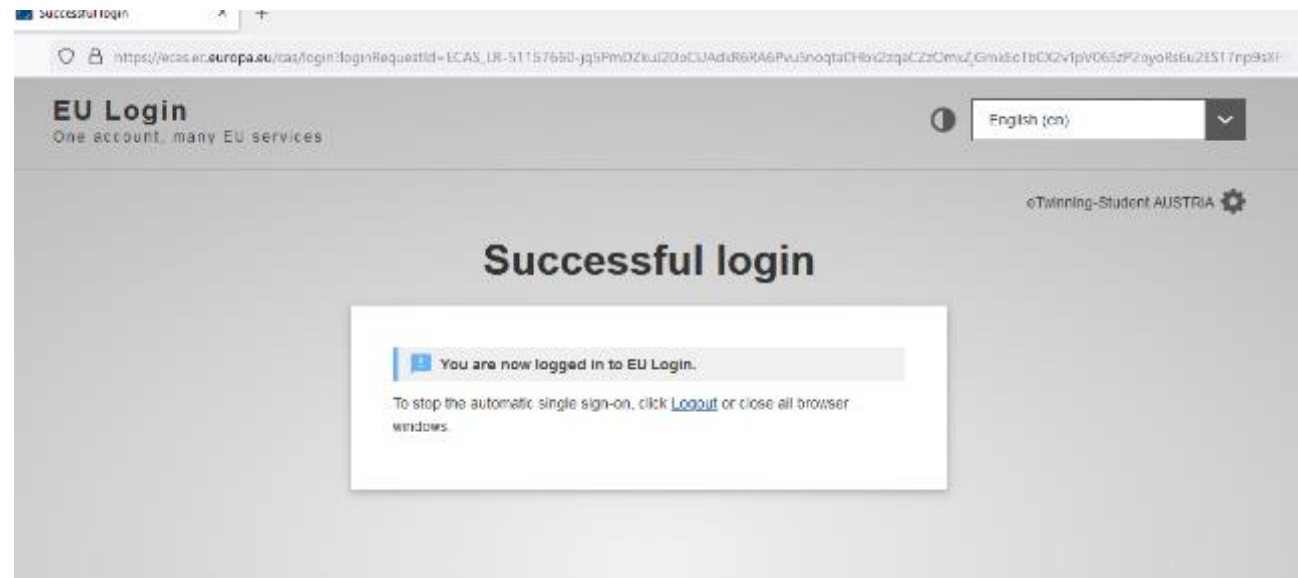 Successful login
https://ecas.ec.europa.eu/cas/login?loginRequestId=ECAS_LR-
EU Login
One account, many EU services
English (en)
eTwinning-Student AUSTRIA
Successful login
You are now logged in to EU Login.
To stop the automatic single sign-on, click Logout or close all browser
windows.